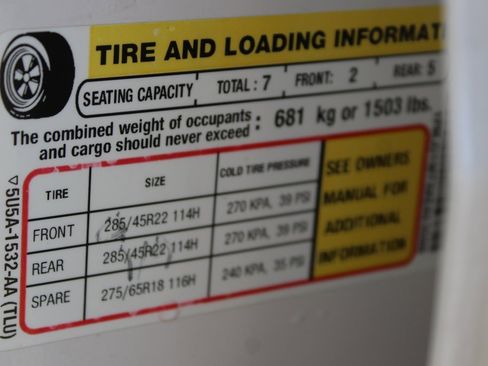 TIRE AND LOADING INFORMATI
SEATING CAPACITY TOTAL : 7 FRONT: 2 REAR: 5
The combined weight of occupants and cargo should never exceed : 681 kg or 1503 lbs.
TIRE SIZE COLD TIRE PRESSURE
FRONT 285/45R22 114H 270 KPA, 39 PSI
REAR 285/45R22 114H 270 KPA, 39 PSI
SPARE 275/65R18 116H 240 KPA, 35 PSI
SEE OWNERS
MANUAL FOR
ADDITIONAL
INFORMATION
5U5A-1532-AA (TLU)